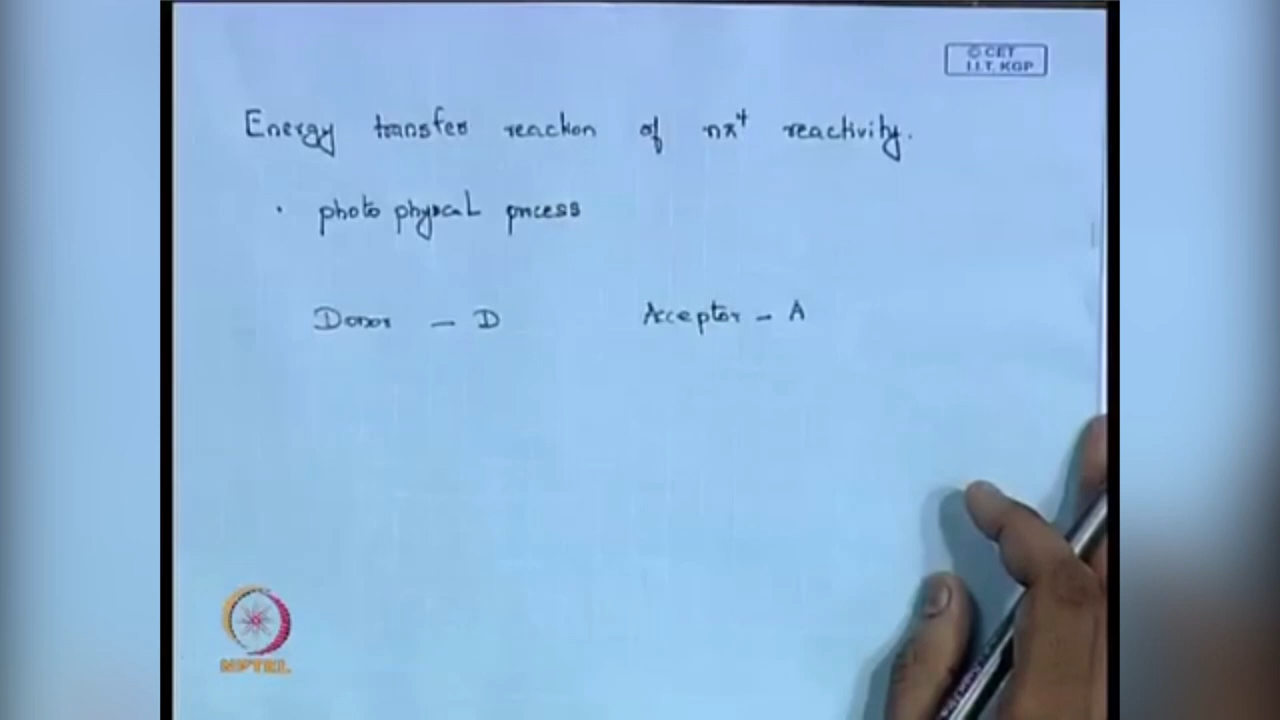 © CET
I.I.T. KGP
Energy transfer reaction of nπ* reactivity.
· photo physical process
Donor – D Acceptor – A
NPTEL